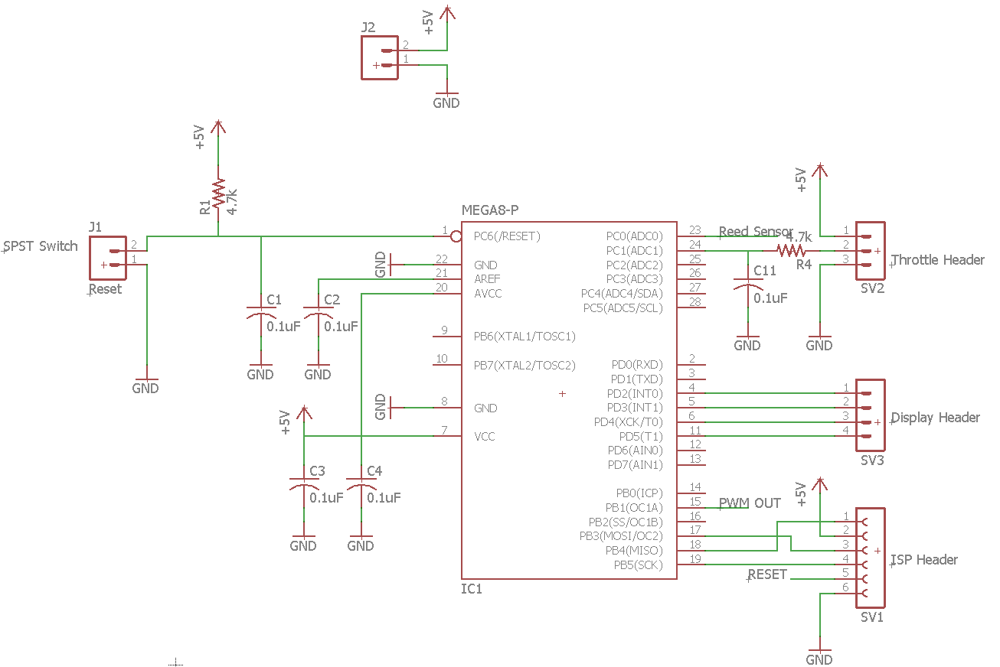 +5V
J2
2
1
GND
+5V
R1
4.7k
J1
SPST Switch
2
1
Reset
GND
C1
0.1uF
GND
C2
0.1uF
GND
+5V
C3
0.1uF
GND
C4
0.1uF
GND
MEGA8-P
1 PC6(/RESET)
GND 22 GND
21 AREF
20 AVCC
9 PB6(XTAL1/TOSC1)
10 PB7(XTAL2/TOSC2)
GND 8 GND
7 VCC
PC0(ADC0) 23 Reed Sensor
PC1(ADC1) 24
PC2(ADC2) 25
PC3(ADC3) 26
PC4(ADC4/SDA) 27
PC5(ADC5/SCL) 28
PD0(RXD) 2
PD1(TXD) 3
PD2(INT0) 4
PD3(INT1) 5
PD4(XCK/T0) 6
PD5(T1) 11
PD6(AIN0) 12
PD7(AIN1) 13
PB0(ICP) 14
PB1(OC1A) 15 PWM OUT
PB2(SS/OC1B) 16
PB3(MOSI/OC2) 17
PB4(MISO) 18
PB5(SCK) 19
IC1
4.7k
R4
C11
0.1uF
GND
+5V
1
2
3
Throttle Header
SV2
GND
1
2
3
4
Display Header
SV3
+5V
1
2
3
4
RESET 5
6
ISP Header
SV1
GND